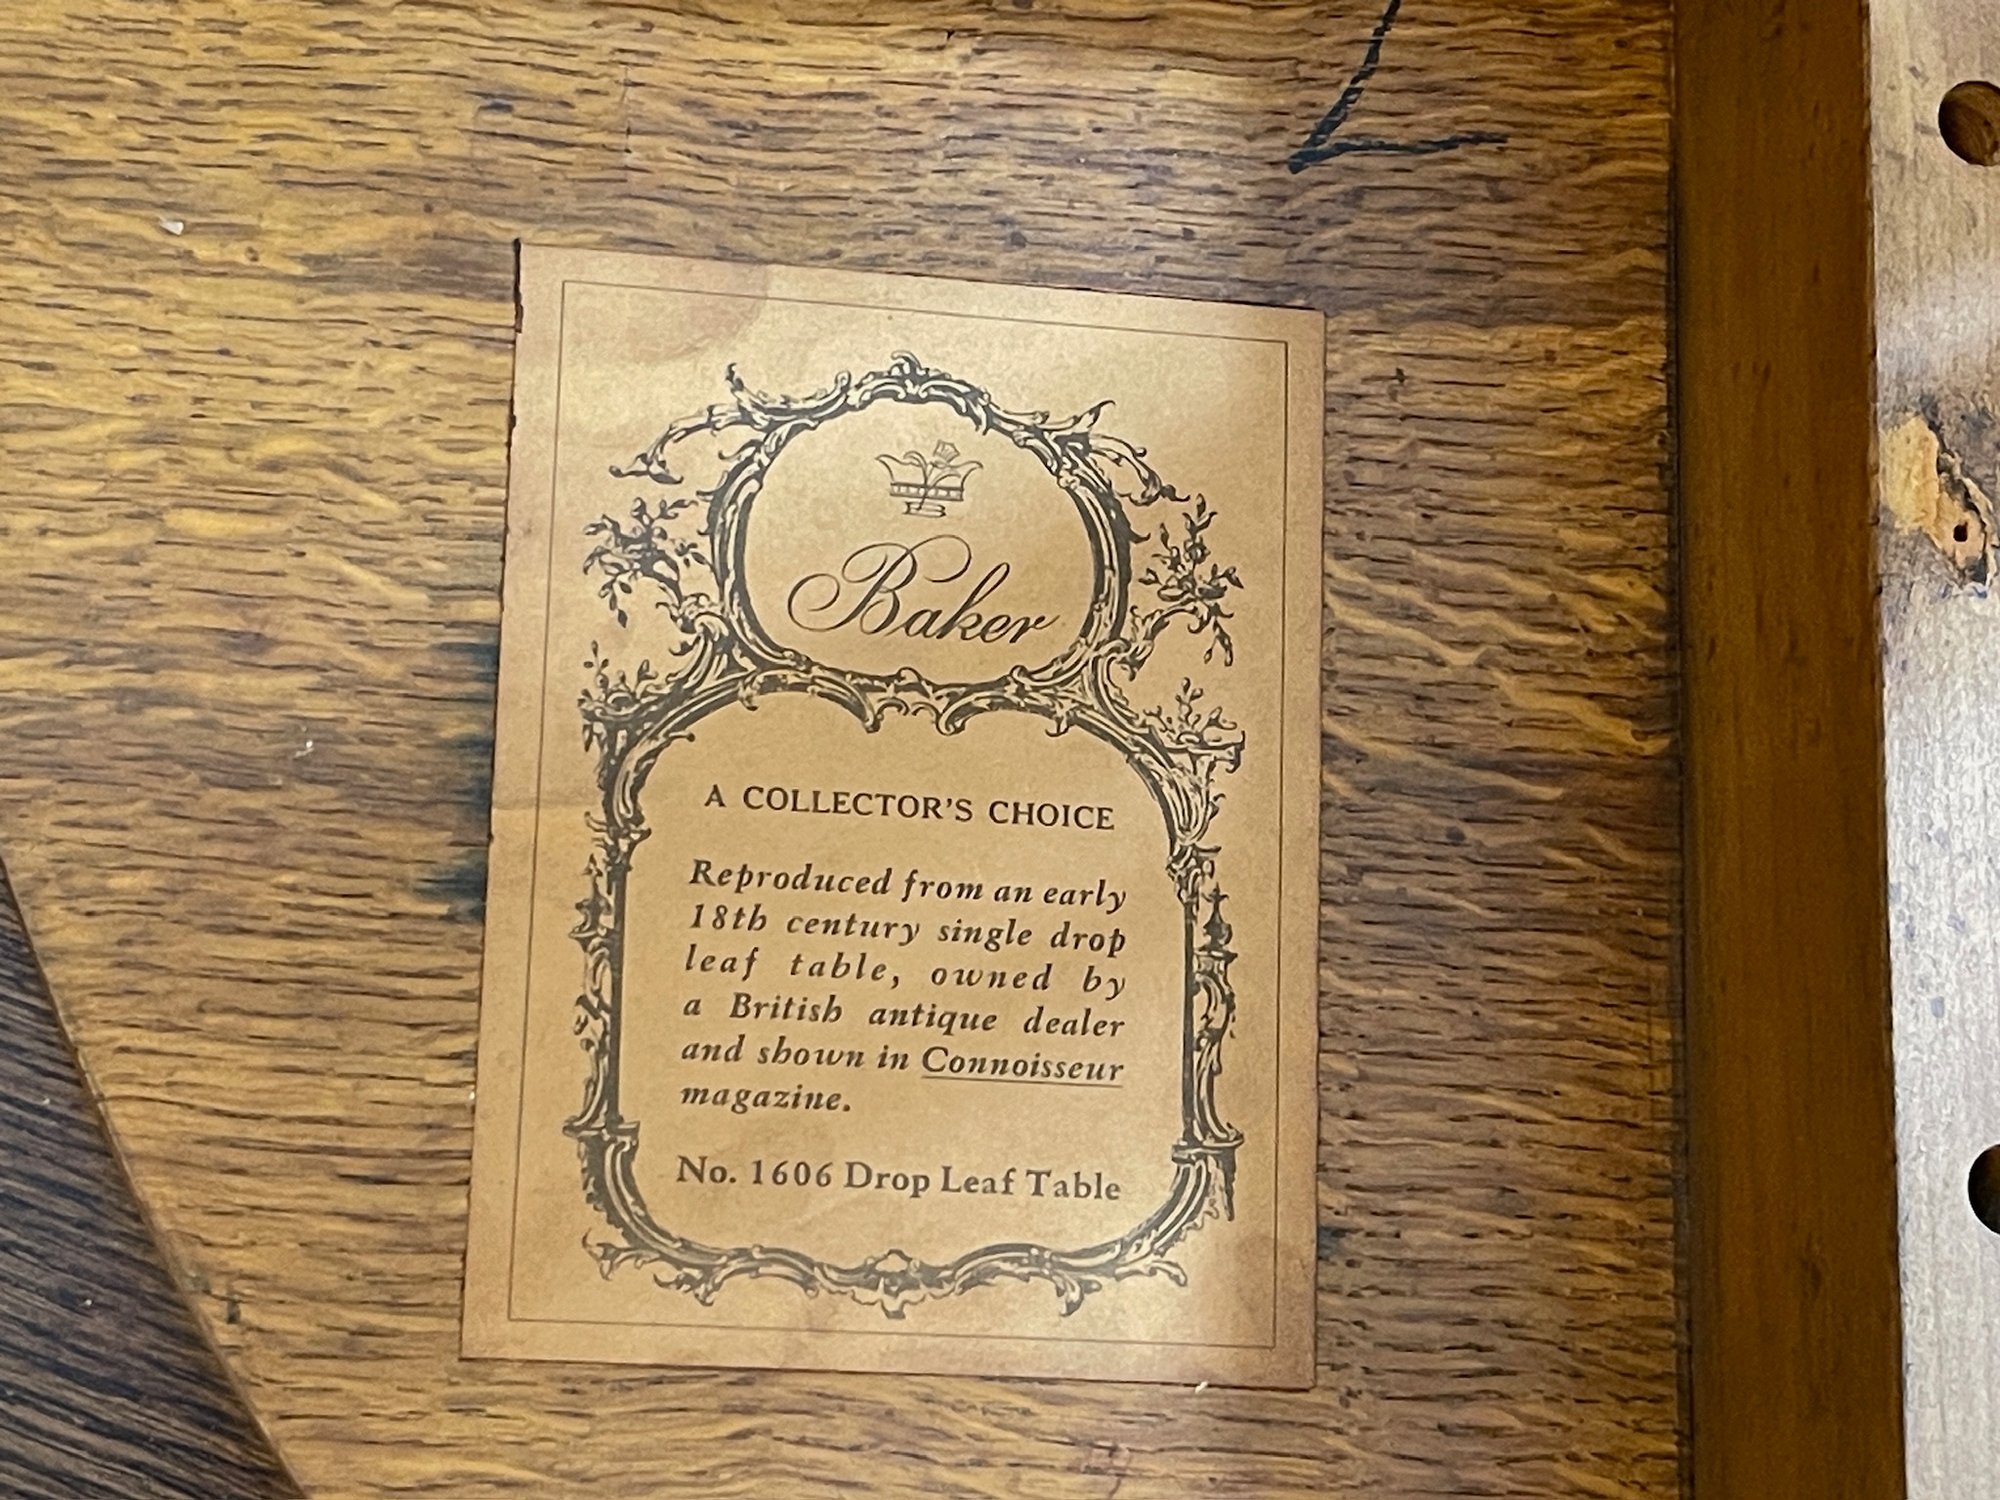 B
Baker
A COLLECTOR'S CHOICE
Reproduced from an early
18th century single drop
leaf table, owned by
a British antique dealer
and shown in Connoisseur
magazine.
No. 1606 Drop Leaf Table